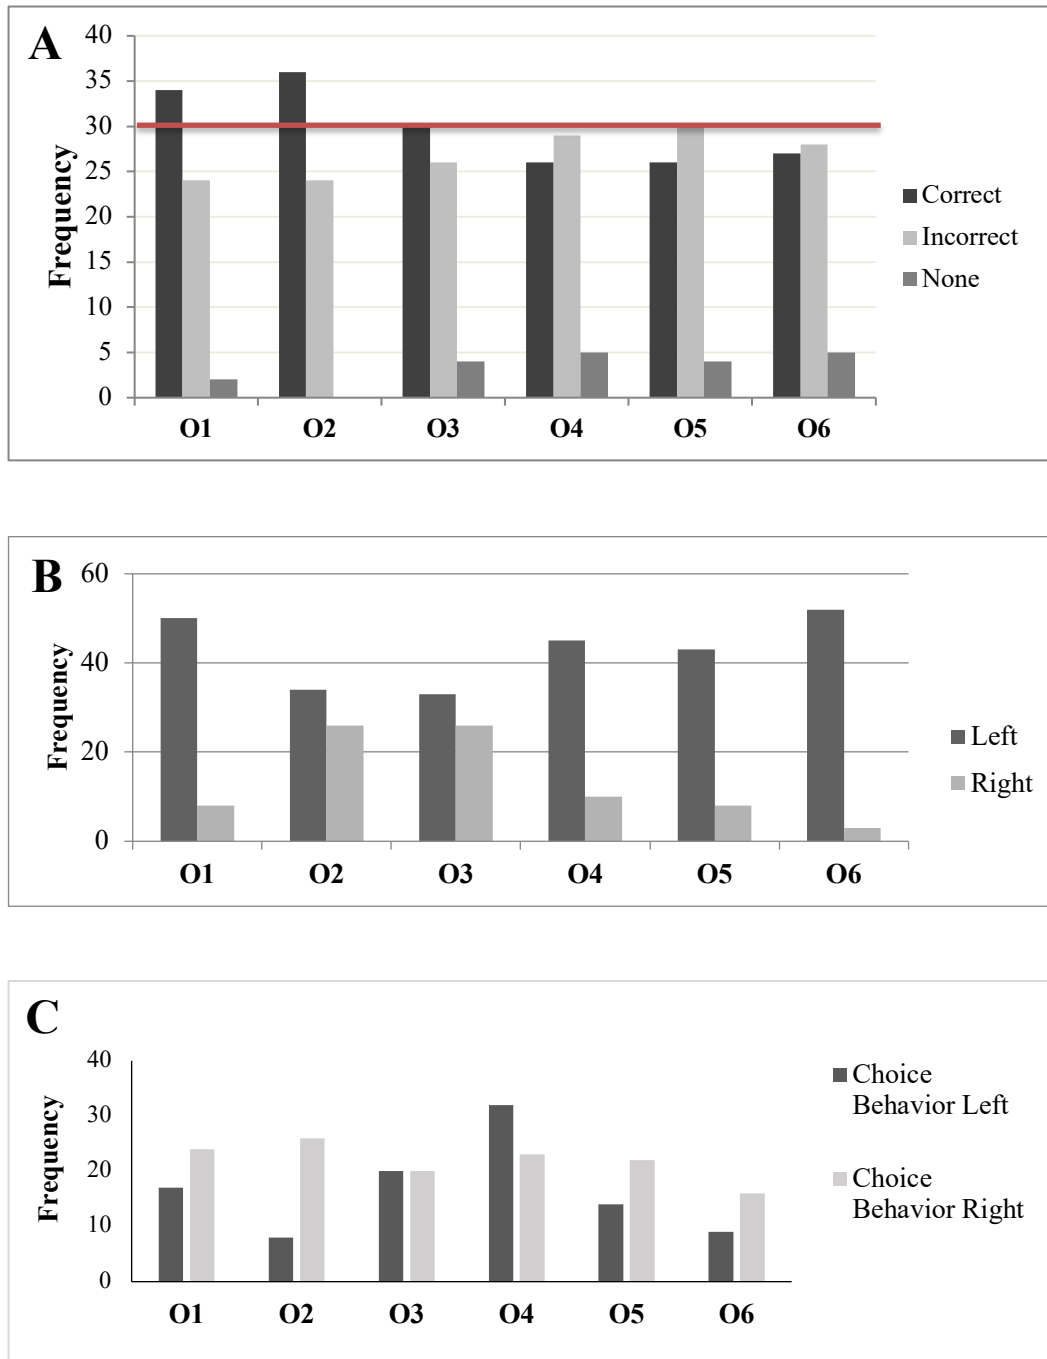 A
40
35
30
25
20
15
10
5
0
Frequency
O1 O2 O3 O4 O5 O6
Correct
Incorrect
None
B
60
40
20
0
Frequency
O1 O2 O3 O4 O5 O6
Left
Right
C
40
30
20
10
0
Frequency
O1 O2 O3 O4 O5 O6
Choice
Behavior Left
Choice
Behavior Right